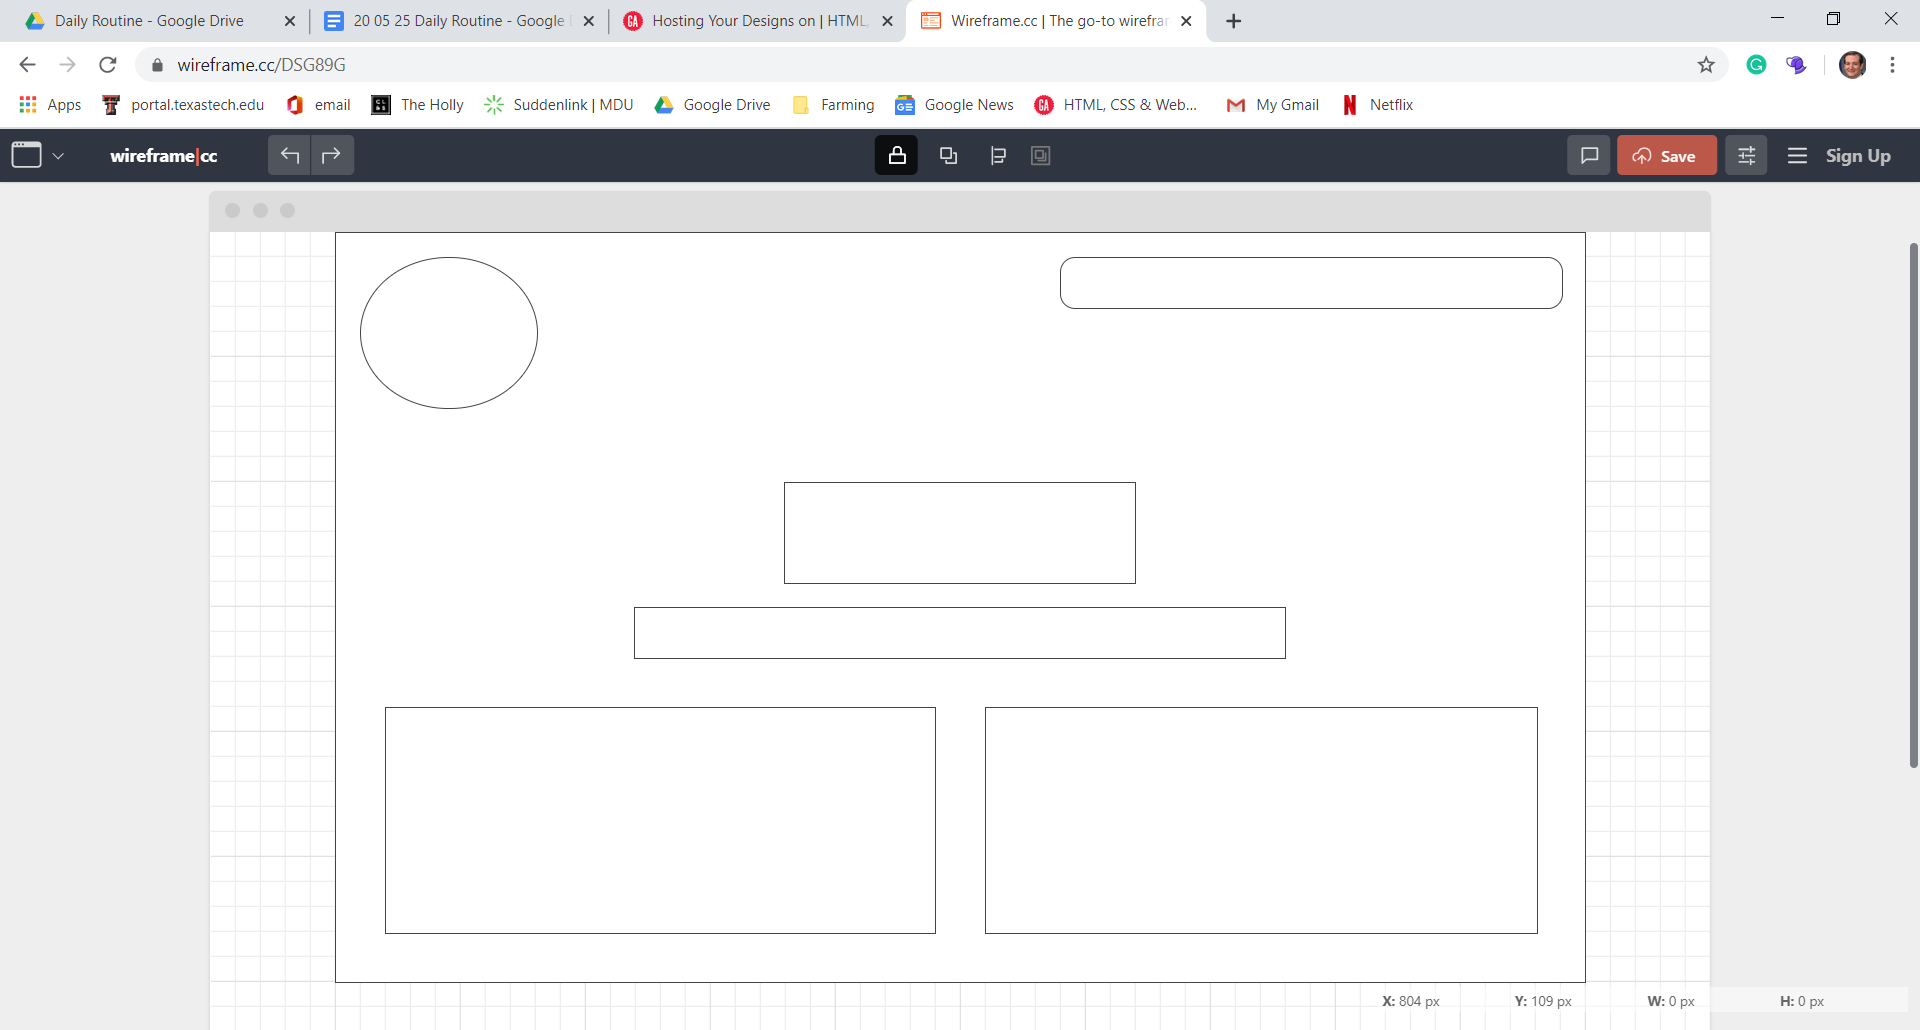 Daily Routine - Google Drive
20 05 25 Daily Routine - Google
Hosting Your Designs on | HTML,
Wireframe.cc | The go-to wirefra
wireframe.cc/DSG89G
Apps
portal.texastech.edu
email
The Holly
Suddenlink | MDU
Google Drive
Farming
Google News
GA
HTML, CSS & Web...
My Gmail
Netflix
wireframe|cc
Save
Sign Up
X: 804 px
Y: 109 px
W: 0 px
H: 0 px